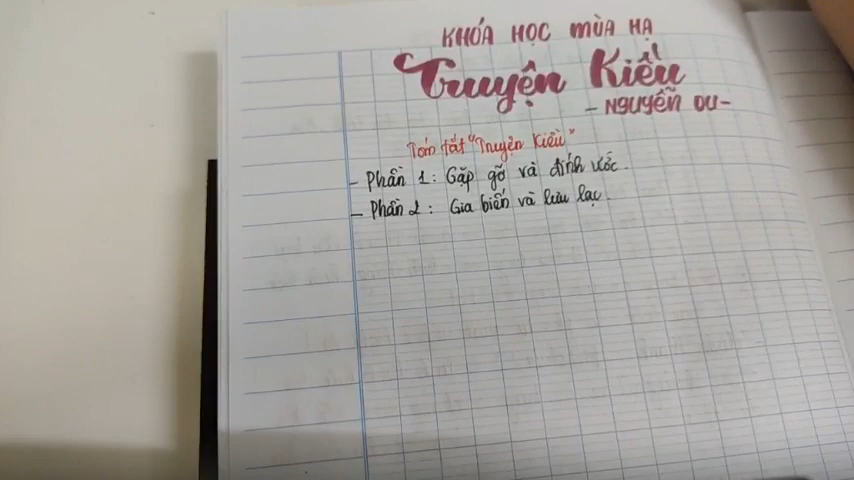 KHÓA HỌC MÙA HẠ
Truyện Kiều
- NGUYỄN DU -
Tóm tắt "Truyện Kiều"
- Phần 1: Gặp gỡ và đính ước.
- Phần 2: Gia biến và lưu lạc.